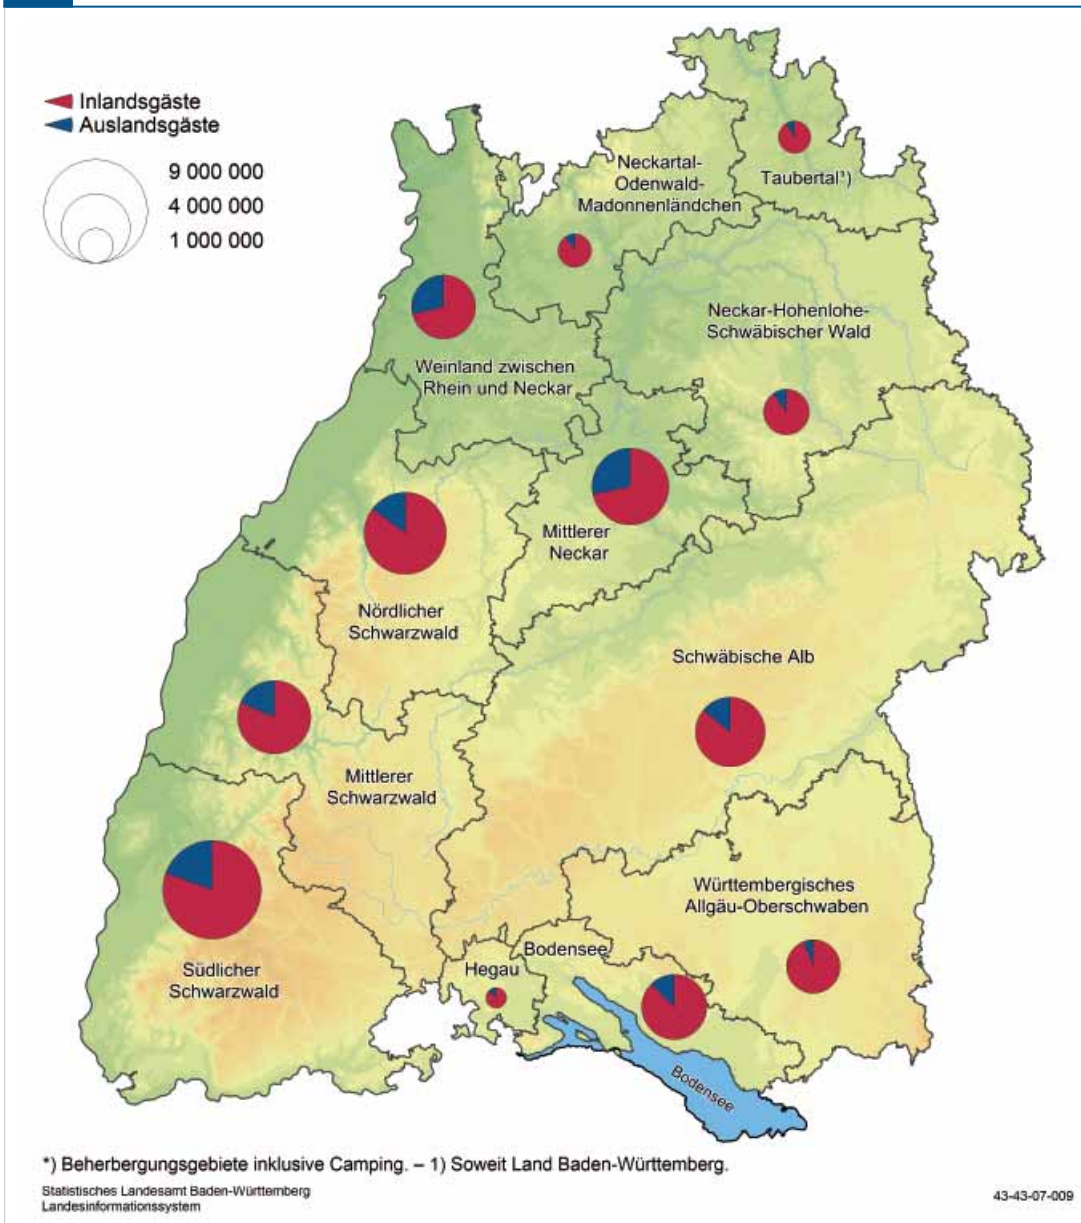 Inlandsgäste
Auslandsgäste
9 000 000
4 000 000
1 000 000
Neckartal-
Odenwald-
Madonnenländchen
Taubertal¹)
Neckar-Hohenlohe-
Schwäbischer Wald
Weinland zwischen
Rhein und Neckar
Mittlerer
Neckar
Nördlicher
Schwarzwald
Schwäbische Alb
Mittlerer
Schwarzwald
Württembergisches
Allgäu-Oberschwaben
Bodensee
Hegau
Südlicher
Schwarzwald
Bodensee
*) Beherbergungsgebiete inklusive Camping. – 1) Soweit Land Baden-Württemberg.
Statistisches Landesamt Baden-Württemberg
Landesinformationssystem
43-43-07-009